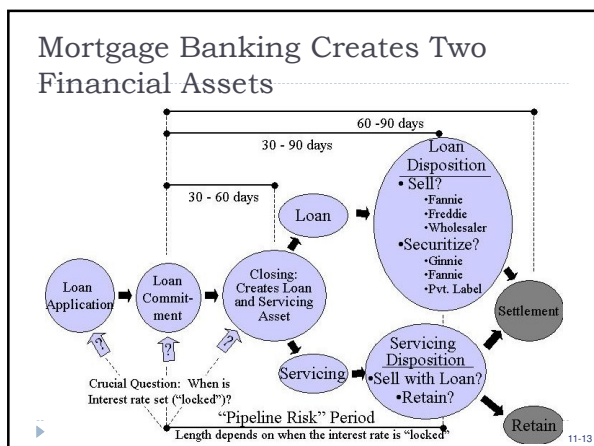 Mortgage Banking Creates Two
Financial Assets
60 -90 days
30 - 90 days
30 - 60 days
Loan
Application
Loan
Commit-
ment
Closing:
Creates Loan
and Servicing
Asset
Loan
Loan
Disposition
• Sell?
•Fannie
•Freddie
•Wholesaler
•Securitize?
•Ginnie
•Fannie
•Pvt. Label
Servicing
Servicing
Disposition
•Sell with Loan?
•Retain?
Settlement
Retain
?
?
?
Crucial Question: When is
Interest rate set (“locked”)?
“Pipeline Risk” Period
Length depends on when the interest rate is “locked”
11-13